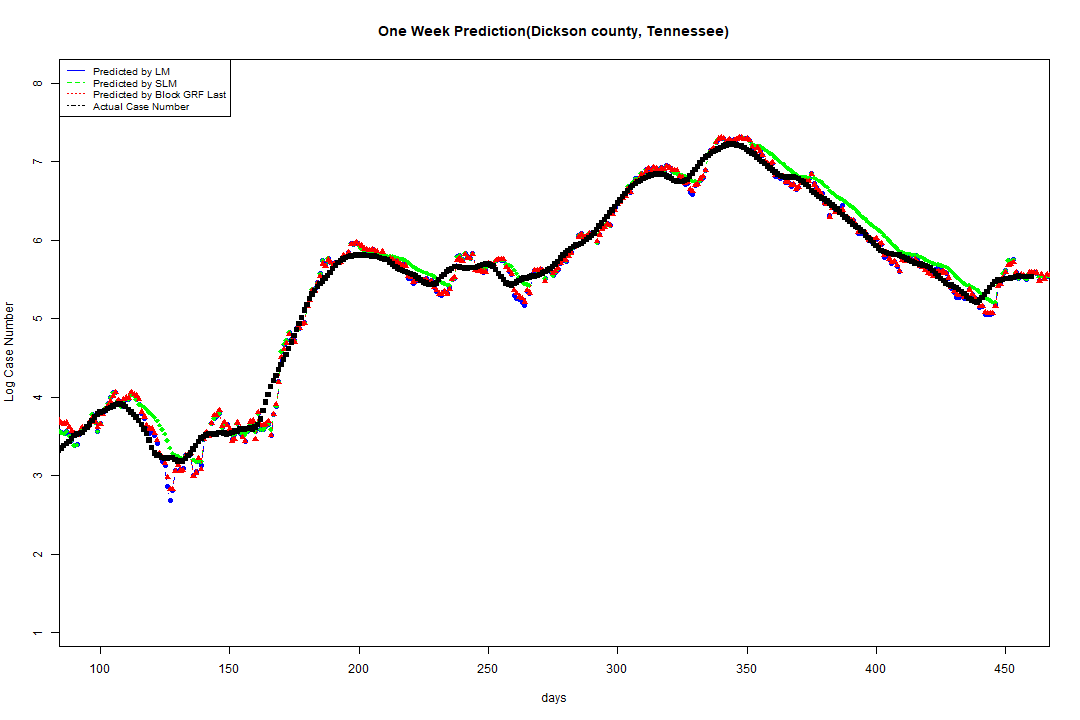 One Week Prediction(Dickson county, Tennessee)
Predicted by LM
Predicted by SLM
Predicted by Block GRF Last
Actual Case Number
8
7
6
5
4
3
2
1
Log Case Number
100 150 200 250 300 350 400 450
days